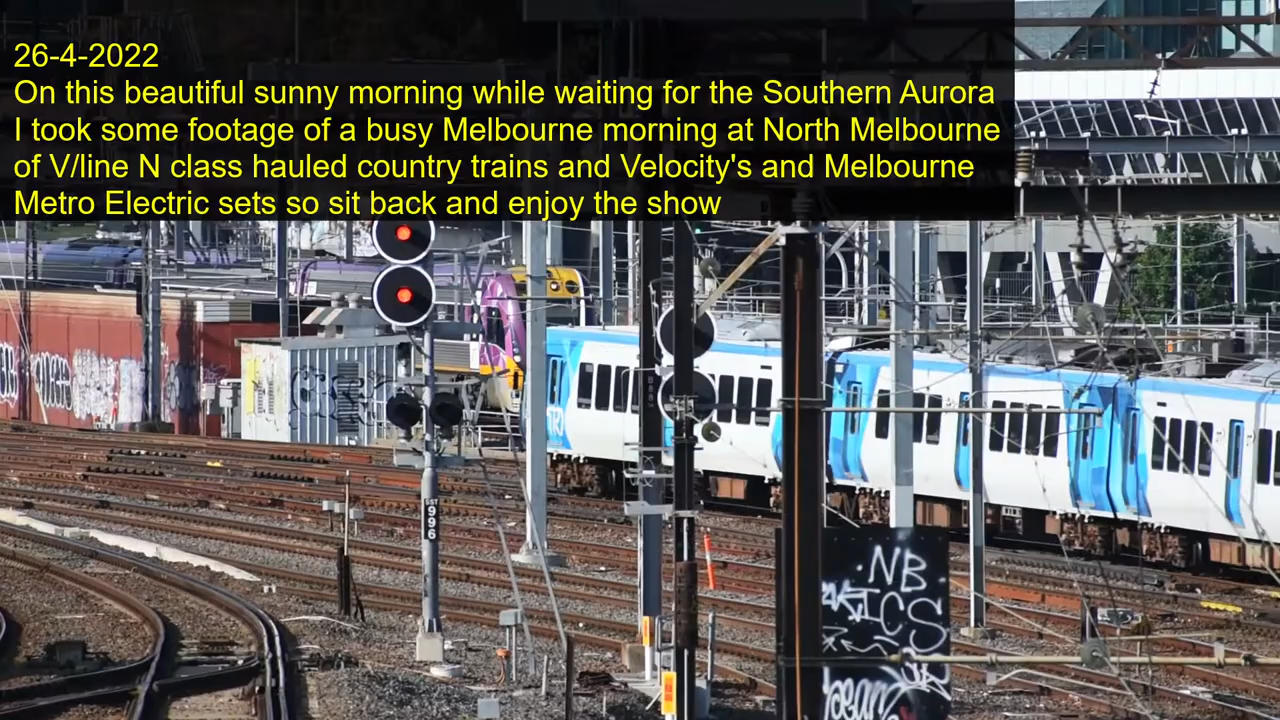 26-4-2022
On this beautiful sunny morning while waiting for the Southern Aurora
I took some footage of a busy Melbourne morning at North Melbourne
of V/line N class hauled country trains and Velocity's and Melbourne
Metro Electric sets so sit back and enjoy the show
996
NB
ICS